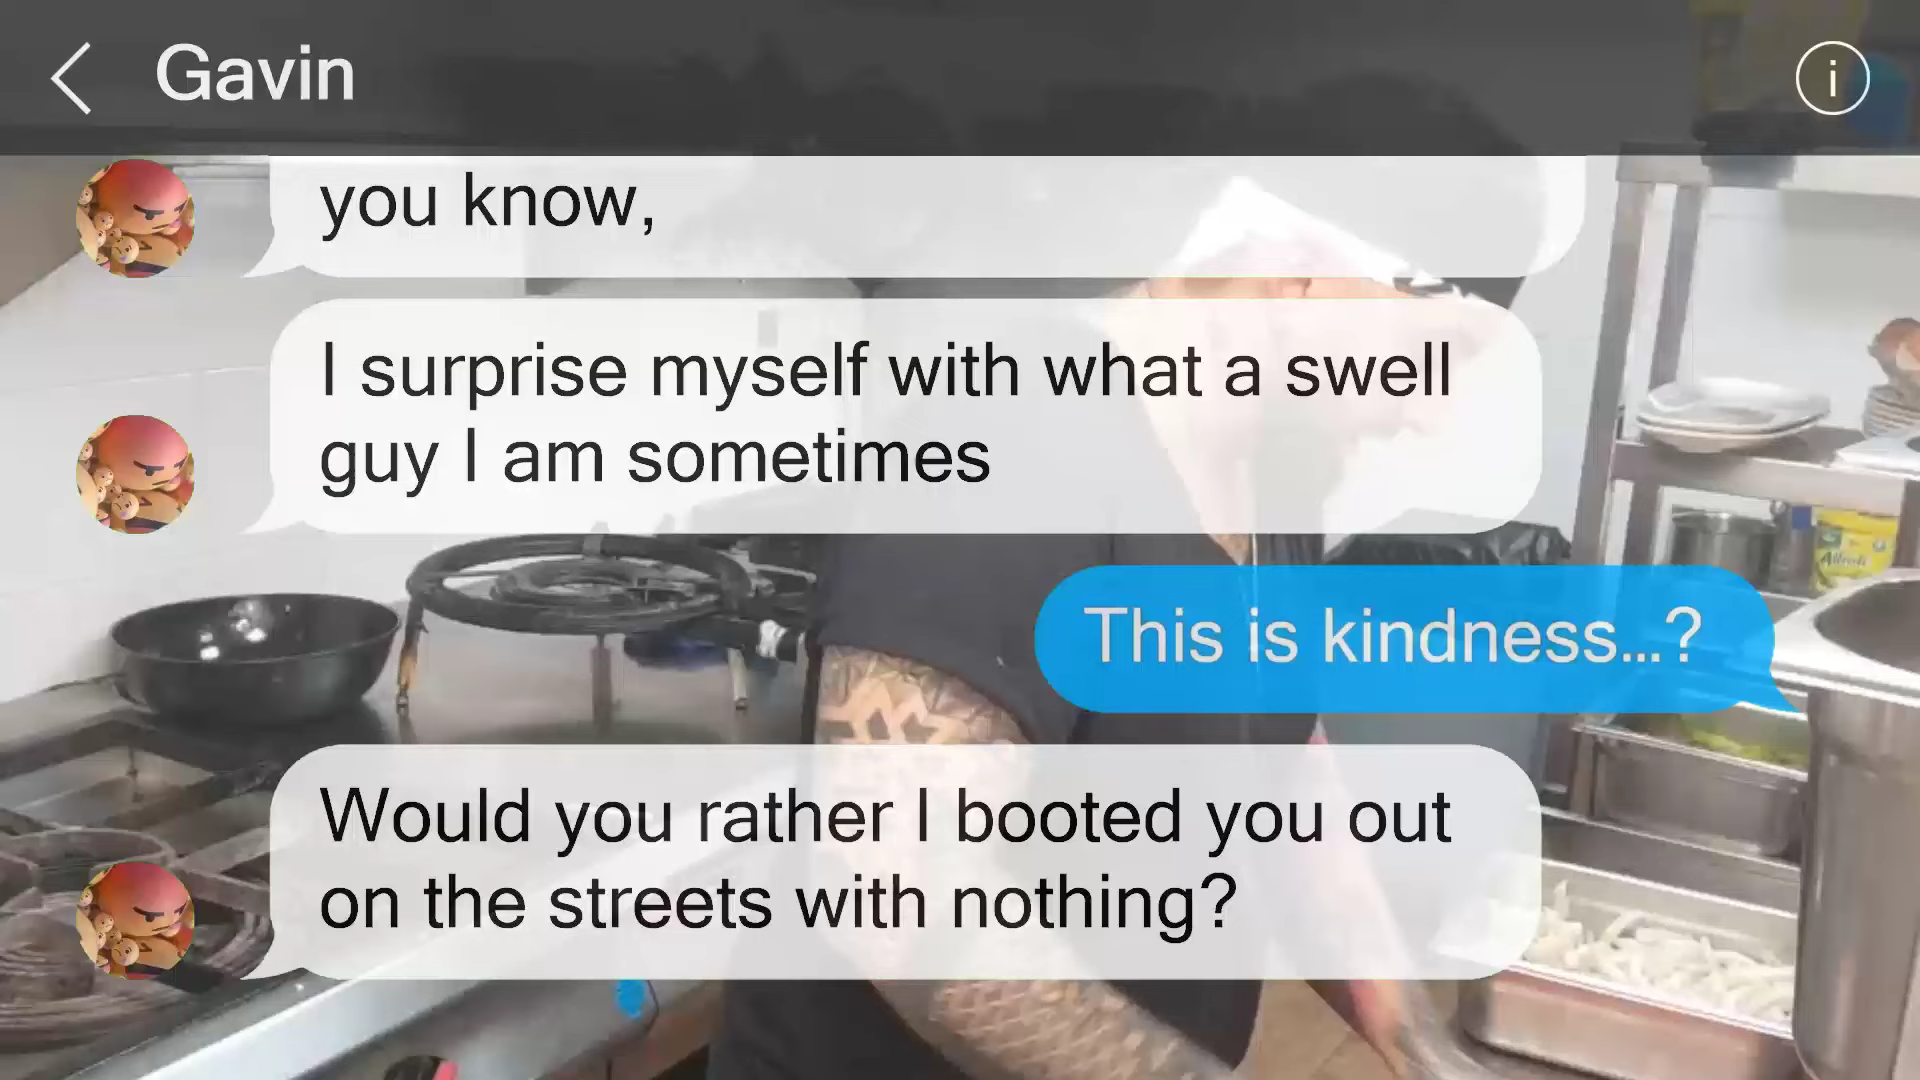 Gavin
i
you know,
I surprise myself with what a swell
guy I am sometimes
This is kindness...?
Would you rather I booted you out
on the streets with nothing?